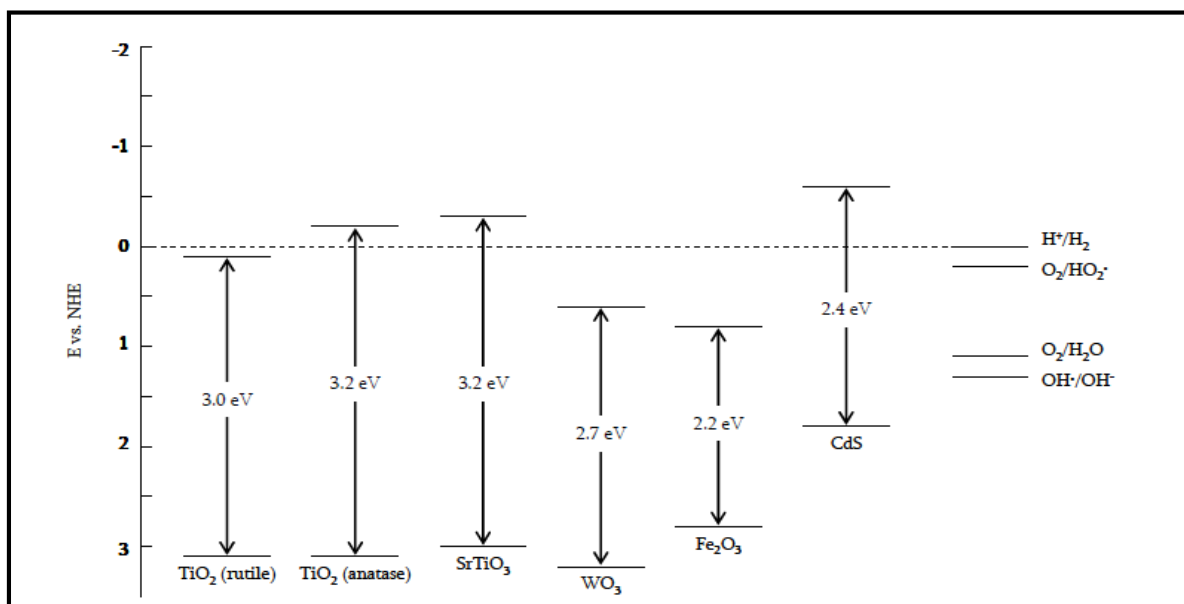 -2
-1
0
1
2
3
E vs. NHE
3.0 eV
TiO₂ (rutile)
3.2 eV
TiO₂ (anatase)
3.2 eV
SrTiO₃
2.7 eV
WO₃
2.2 eV
Fe₂O₃
2.4 eV
CdS
H⁺/H₂
O₂/HO₂•
O₂/H₂O
OH•/OH⁻